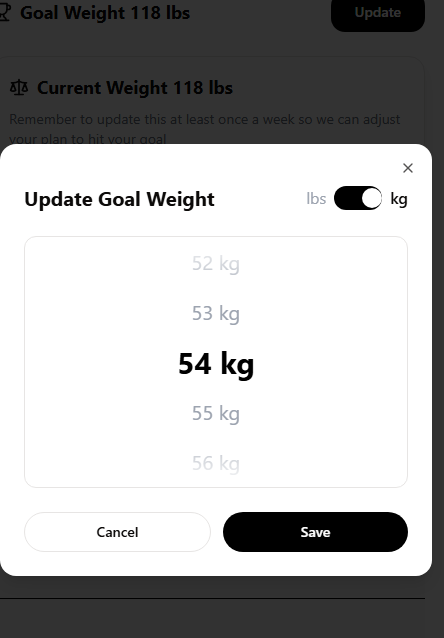 Goal Weight 118 lbs
Update
Current Weight 118 lbs
Remember to update this at least once a week so we can adjust
your plan to hit your goal
Update Goal Weight
lbs
kg
52 kg
53 kg
54 kg
55 kg
56 kg
Cancel
Save